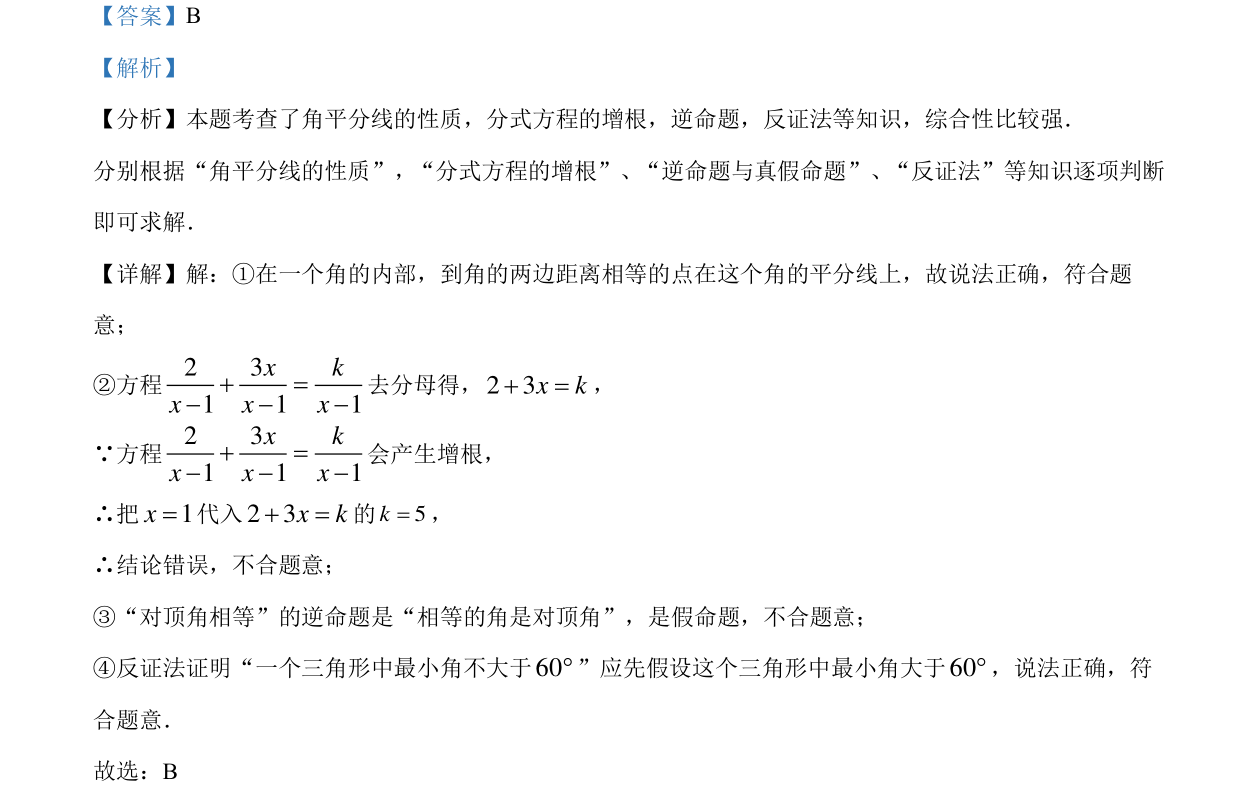 【答案】B
【解析】
【分析】本题考查了角平分线的性质，分式方程的增根，逆命题，反证法等知识，综合性比较强．
分别根据“角平分线的性质”，“分式方程的增根”、“逆命题与真假命题”、“反证法”等知识逐项判断
即可求解．
【详解】解：①在一个角的内部，到角的两边距离相等的点在这个角的平分线上，故说法正确，符合题
意；
②方程 2/(x−1) + 3x/(x−1) = k/(x−1) 去分母得，2+3x=k，
∵方程 2/(x−1) + 3x/(x−1) = k/(x−1) 会产生增根，
∴把 x=1代入 2+3x=k 的 k=5，
∴结论错误，不合题意；
③“对顶角相等”的逆命题是“相等的角是对顶角”，是假命题，不合题意；
④反证法证明“一个三角形中最小角不大于60°”应先假设这个三角形中最小角大于60°，说法正确，符
合题意．
故选：B